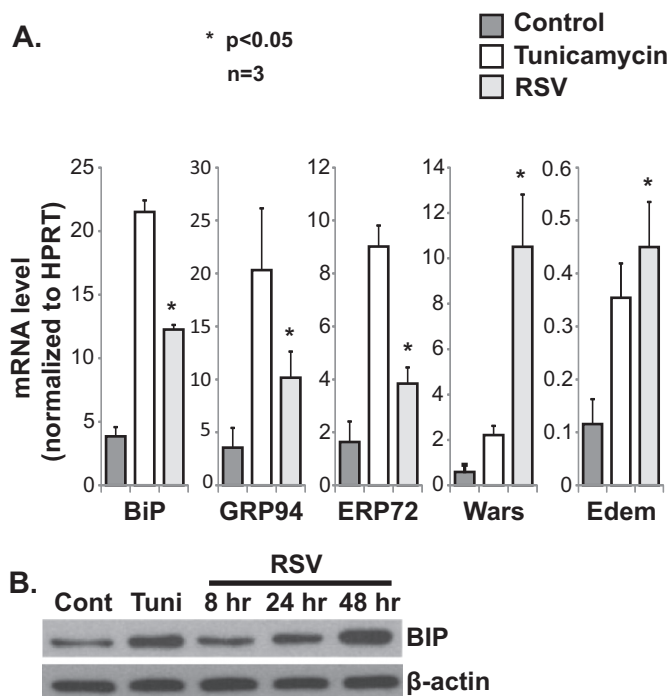 A.
* p<0.05
n=3
Control
Tunicamycin
RSV
mRNA level
(normalized to HPRT)
25
20
15
10
5
0
*
BiP
30
25
20
15
10
5
0
*
GRP94
12
10
8
6
4
2
0
*
ERP72
14
12
10
8
6
4
2
0
*
Wars
0.6
0.5
0.4
0.3
0.2
0.1
0
*
Edem
B.
RSV
Cont Tuni 8 hr 24 hr 48 hr
BIP
β-actin